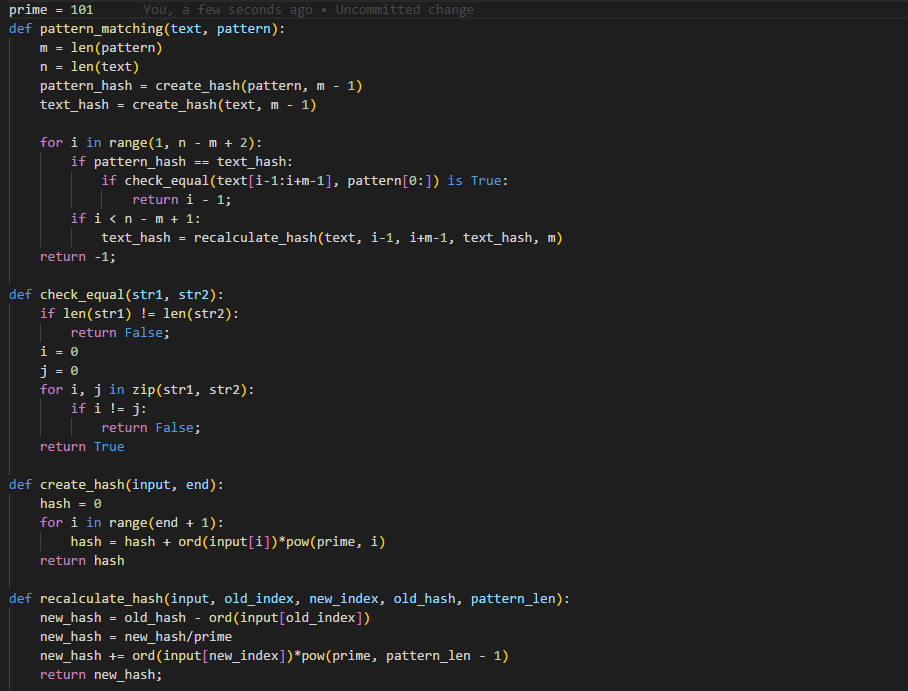 prime = 101 You, a few seconds ago • Uncommitted change
def pattern_matching(text, pattern):
    m = len(pattern)
    n = len(text)
    pattern_hash = create_hash(pattern, m - 1)
    text_hash = create_hash(text, m - 1)

    for i in range(1, n - m + 2):
        if pattern_hash == text_hash:
            if check_equal(text[i-1:i+m-1], pattern[0:]) is True:
                return i - 1;
        if i < n - m + 1:
            text_hash = recalculate_hash(text, i-1, i+m-1, text_hash, m)
    return -1;

def check_equal(str1, str2):
    if len(str1) != len(str2):
        return False;
    i = 0
    j = 0
    for i, j in zip(str1, str2):
        if i != j:
            return False;
    return True

def create_hash(input, end):
    hash = 0
    for i in range(end + 1):
        hash = hash + ord(input[i])*pow(prime, i)
    return hash

def recalculate_hash(input, old_index, new_index, old_hash, pattern_len):
    new_hash = old_hash - ord(input[old_index])
    new_hash = new_hash/prime
    new_hash += ord(input[new_index])*pow(prime, pattern_len - 1)
    return new_hash;